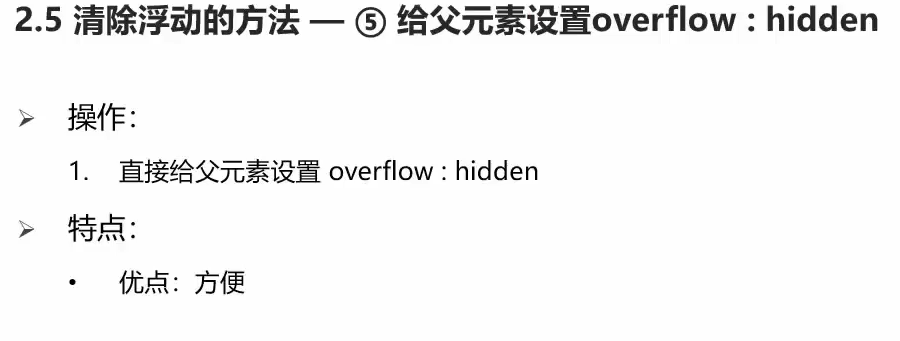 2.5 清除浮动的方法 — ⑤ 给父元素设置overflow : hidden
➢ 操作：
1. 直接给父元素设置 overflow : hidden
➢ 特点：
• 优点：方便